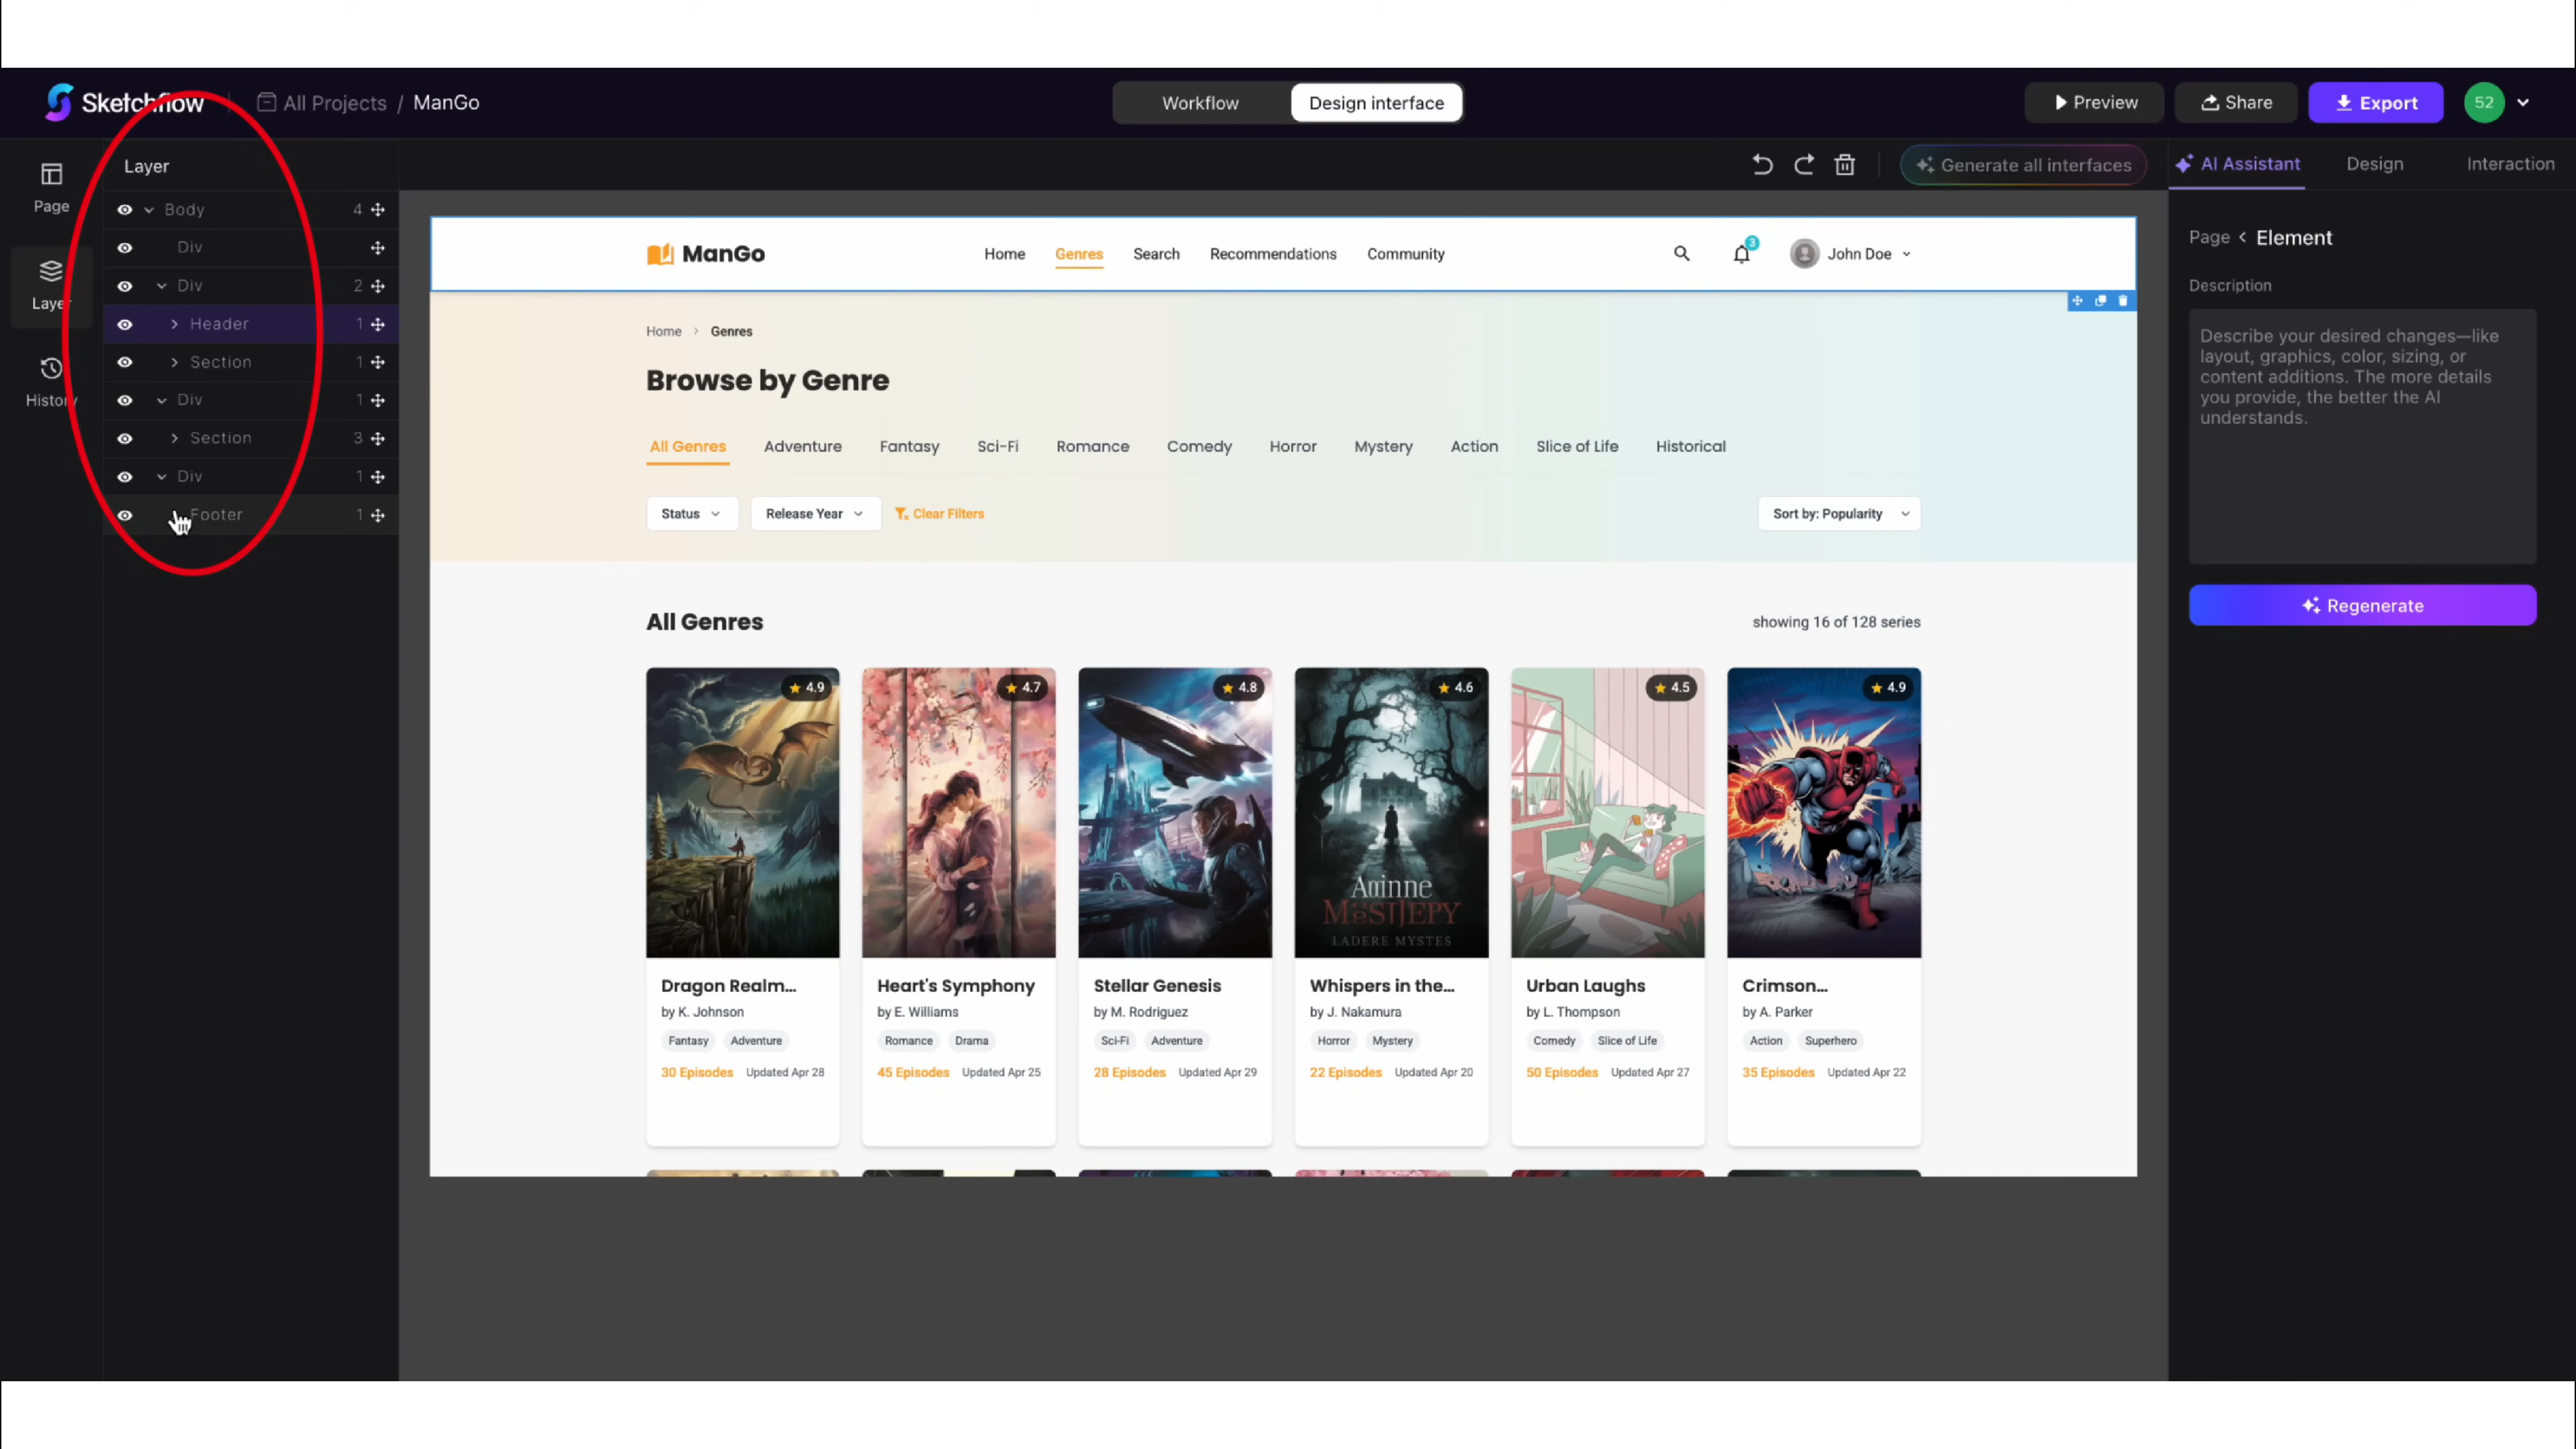 Sketchflow
All Projects / ManGo
Workflow
Design interface
Preview
Share
Export
52
Page
Layer
History
Layer
Body 4
Div
Div 2
Header 1
Section 1
Div 1
Section 3
Div 1
Footer 1
Generate all interfaces
ManGo
Home
Genres
Search
Recommendations
Community
3
John Doe
Home > Genres
Browse by Genre
All Genres
Adventure
Fantasy
Sci-Fi
Romance
Comedy
Horror
Mystery
Action
Slice of Life
Historical
Status
Release Year
Clear Filters
Sort by: Popularity
All Genres
showing 16 of 128 series
4.9
4.7
4.8
4.6
4.5
4.9
MOSTJEPY
LADERE MYSTES
Dragon Realm...
by K. Johnson
Fantasy
Adventure
30 Episodes
Updated Apr 28
Heart's Symphony
by E. Williams
Romance
Drama
45 Episodes
Updated Apr 25
Stellar Genesis
by M. Rodriguez
Sci-Fi
Adventure
28 Episodes
Updated Apr 29
Whispers in the...
by J. Nakamura
Horror
Mystery
22 Episodes
Updated Apr 20
Urban Laughs
by L. Thompson
Comedy
Slice of Life
50 Episodes
Updated Apr 27
Crimson...
by A. Parker
Action
Superhero
35 Episodes
Updated Apr 22
AI Assistant
Design
Interaction
Page < Element
Description
Describe your desired changes—like
layout, graphics, color, sizing, or
content additions. The more details
you provide, the better the AI
understands.
Regenerate